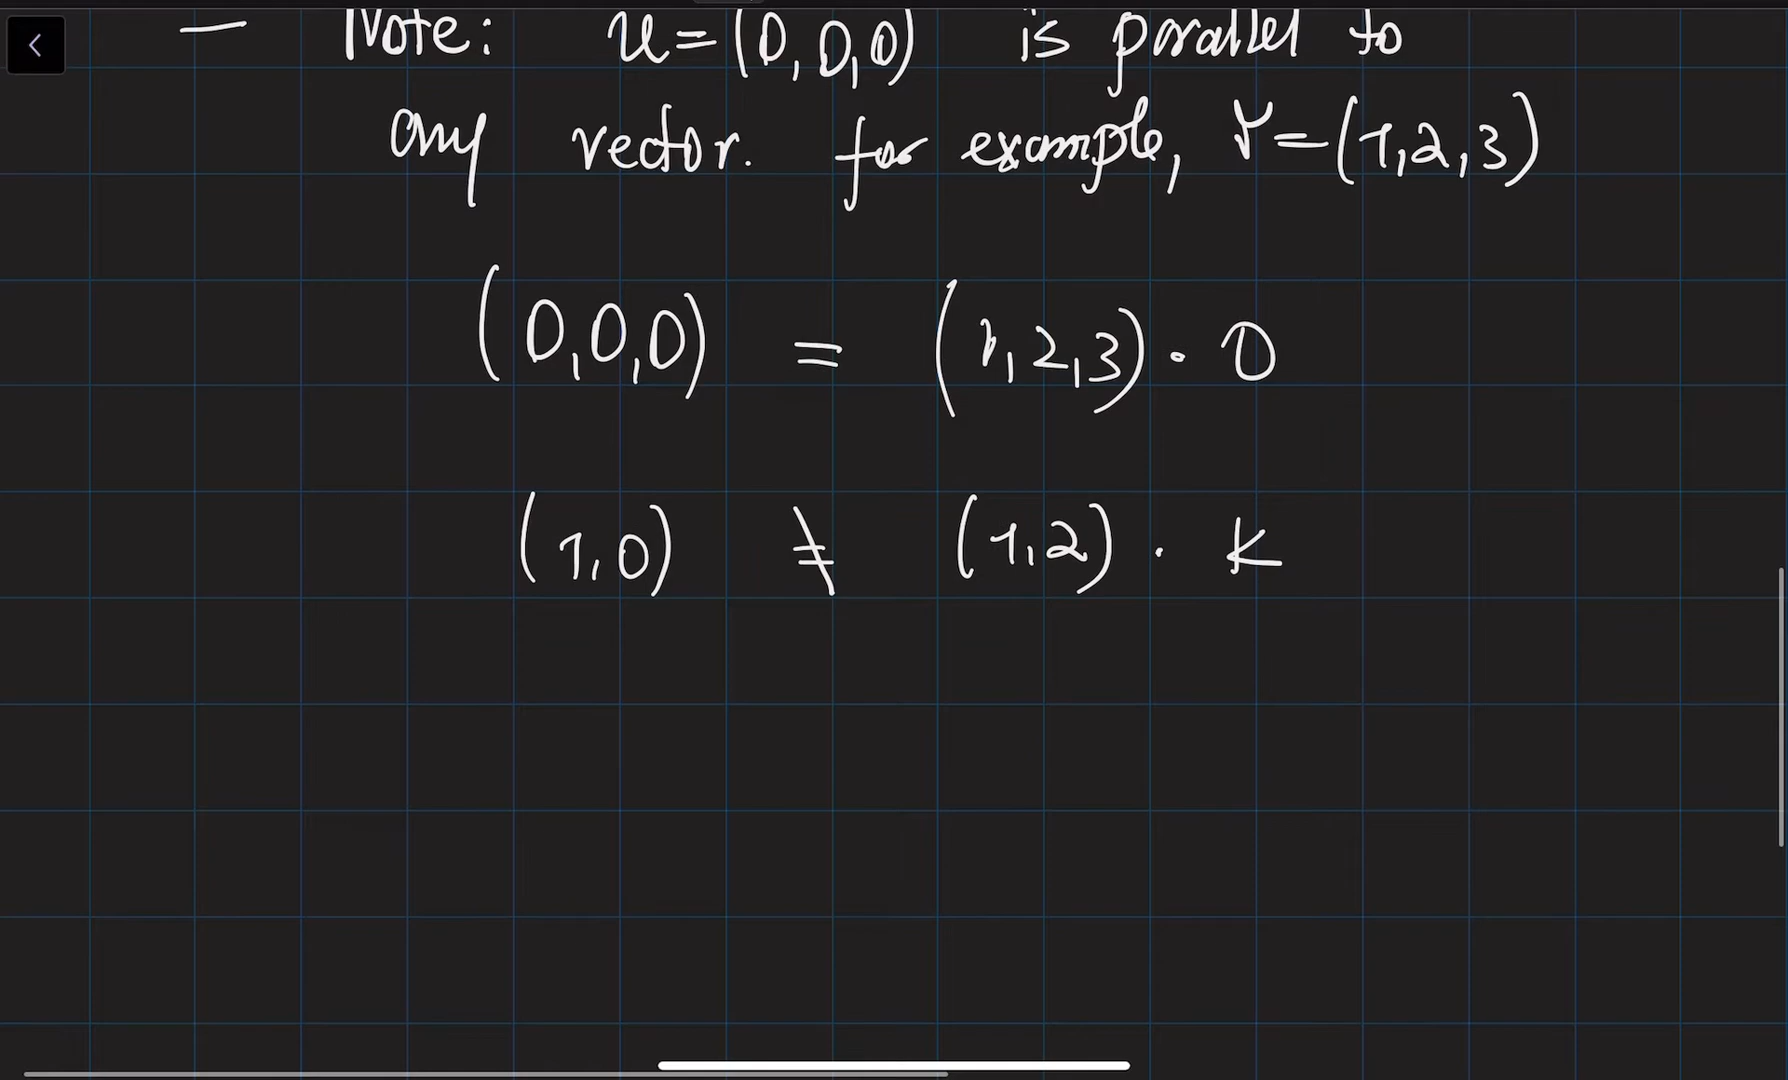 — Note: u=(0,0,0) is parallel to
any vector. for example, r=(1,2,3)
(0,0,0) = (1,2,3) · 0
(1,0) ≠ (1,2) · k